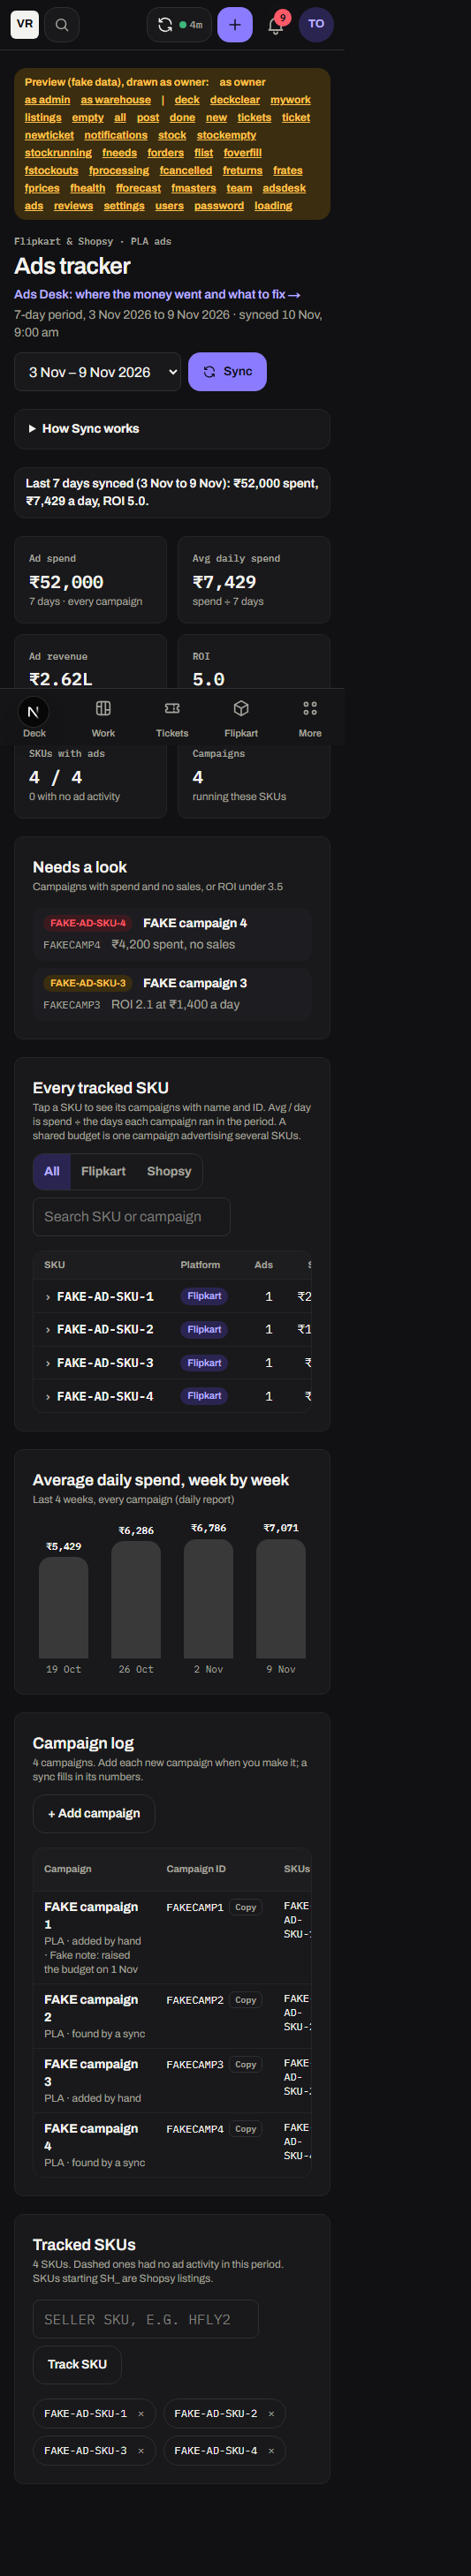 VR
4m
9
TO
Preview (fake data), drawn as owner: as owner
as admin as warehouse | deck deckclear mywork
listings empty all post done new tickets ticket
newticket notifications stock stockempty
stockrunning fneeds forders flist foverfill
fstockouts fprocessing fcancelled freturns frates
fprices fhealth fforecast fmasters team adsdesk
ads reviews settings users password loading
Flipkart & Shopsy · PLA ads
Ads tracker
Ads Desk: where the money went and what to fix →
7-day period, 3 Nov 2026 to 9 Nov 2026 · synced 10 Nov,
9:00 am
3 Nov – 9 Nov 2026
Sync
▶ How Sync works
Last 7 days synced (3 Nov to 9 Nov): ₹52,000 spent,
₹7,429 a day, ROI 5.0.
Ad spend
₹52,000
7 days · every campaign
Avg daily spend
₹7,429
spend ÷ 7 days
Ad revenue
₹2.62L
ROI
5.0
N
Deck
Work
Tickets
Flipkart
More
SKUs with ads
4 / 4
0 with no ad activity
Campaigns
4
running these SKUs
Needs a look
Campaigns with spend and no sales, or ROI under 3.5
FAKE-AD-SKU-4 FAKE campaign 4
FAKECAMP4 ₹4,200 spent, no sales
FAKE-AD-SKU-3 FAKE campaign 3
FAKECAMP3 ROI 2.1 at ₹1,400 a day
Every tracked SKU
Tap a SKU to see its campaigns with name and ID. Avg / day
is spend ÷ the days each campaign ran in the period. A
shared budget is one campaign advertising several SKUs.
All Flipkart Shopsy
Search SKU or campaign
SKU Platform Ads
› FAKE-AD-SKU-1 Flipkart 1 ₹2
› FAKE-AD-SKU-2 Flipkart 1 ₹1
› FAKE-AD-SKU-3 Flipkart 1 ₹
› FAKE-AD-SKU-4 Flipkart 1 ₹
Average daily spend, week by week
Last 4 weeks, every campaign (daily report)
₹5,429 ₹6,286 ₹6,786 ₹7,071
19 Oct 26 Oct 2 Nov 9 Nov
Campaign log
4 campaigns. Add each new campaign when you make it; a
sync fills in its numbers.
+ Add campaign
Campaign Campaign ID SKUs
FAKE campaign
1
PLA · added by hand
· Fake note: raised
the budget on 1 Nov
FAKECAMP1 Copy
FAKE-
AD-
SKU-1
FAKE campaign
2
PLA · found by a sync
FAKECAMP2 Copy
FAKE-
AD-
SKU-2
FAKE campaign
3
PLA · added by hand
FAKECAMP3 Copy
FAKE-
AD-
SKU-3
FAKE campaign
4
PLA · found by a sync
FAKECAMP4 Copy
FAKE-
AD-
SKU-4
Tracked SKUs
4 SKUs. Dashed ones had no ad activity in this period.
SKUs starting SH_ are Shopsy listings.
SELLER SKU, E.G. HFLY2
Track SKU
FAKE-AD-SKU-1 × FAKE-AD-SKU-2 ×
FAKE-AD-SKU-3 × FAKE-AD-SKU-4 ×